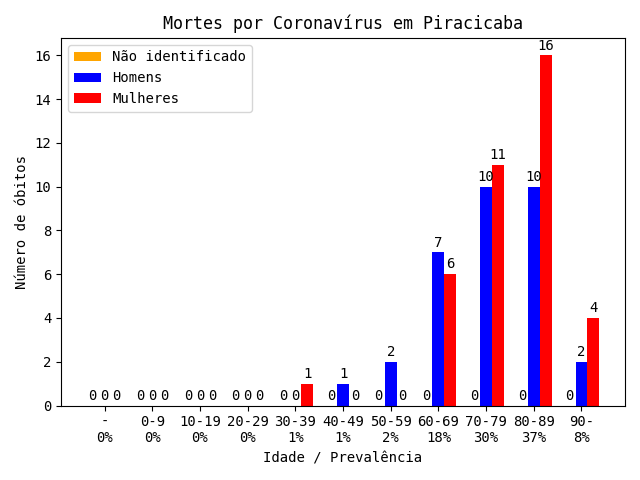 Mortes por Coronavírus em Piracicaba
Não identificado
Homens
Mulheres
Número de óbitos
16
14
12
10
8
6
4
2
0
0 0 0
0 0 0
0 0 0
0 0 0
0 0 1
0 1 0
0 2 0
0 7 6
0 10 11
0 10 16
0 2 4
- 0-9 10-19 20-29 30-39 40-49 50-59 60-69 70-79 80-89 90-
0% 0% 0% 0% 1% 1% 2% 18% 30% 37% 8%
Idade / Prevalência